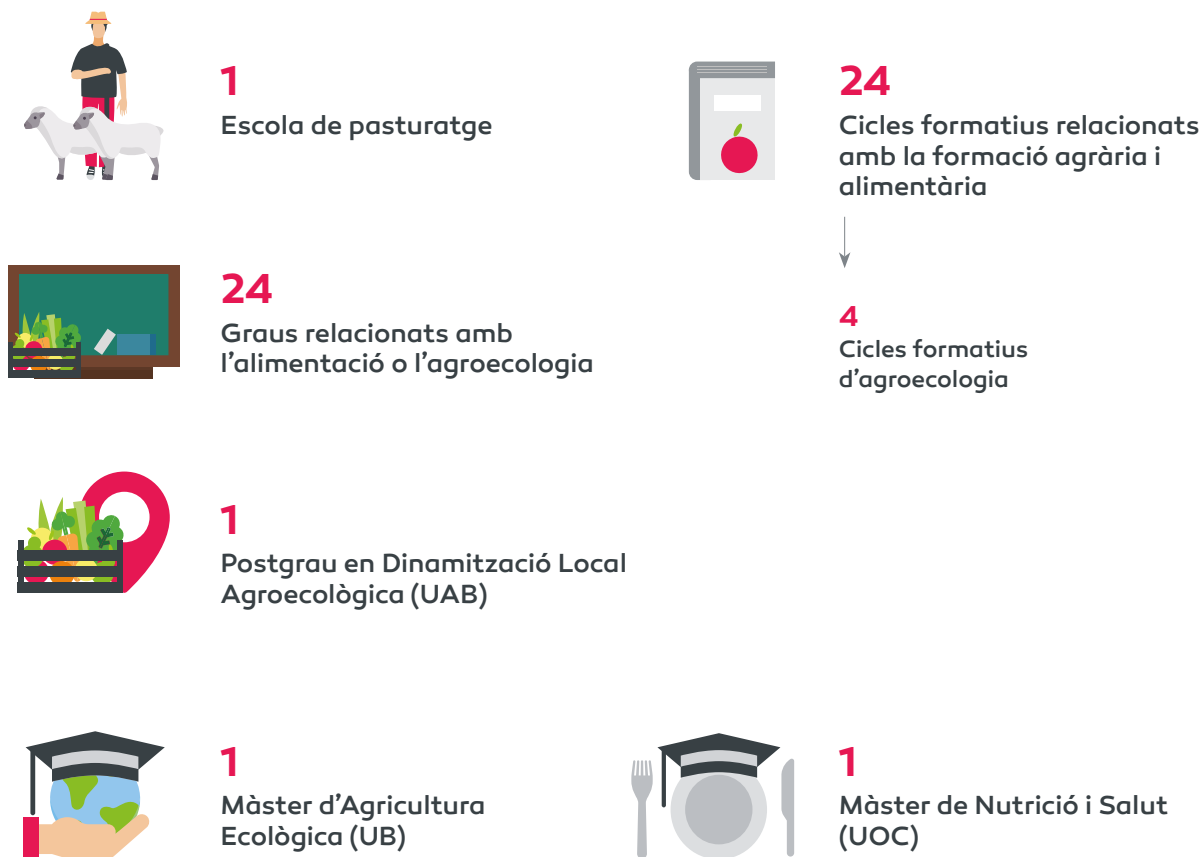 1
Escola de pasturatge
24
Cicles formatius relacionats
amb la formació agrària i
alimentària
4
Cicles formatius
d’agroecologia
24
Graus relacionats amb
l’alimentació o l’agroecologia
1
Postgrau en Dinamització Local
Agroecològica (UAB)
1
Màster d’Agricultura
Ecològica (UB)
1
Màster de Nutrició i Salut
(UOC)